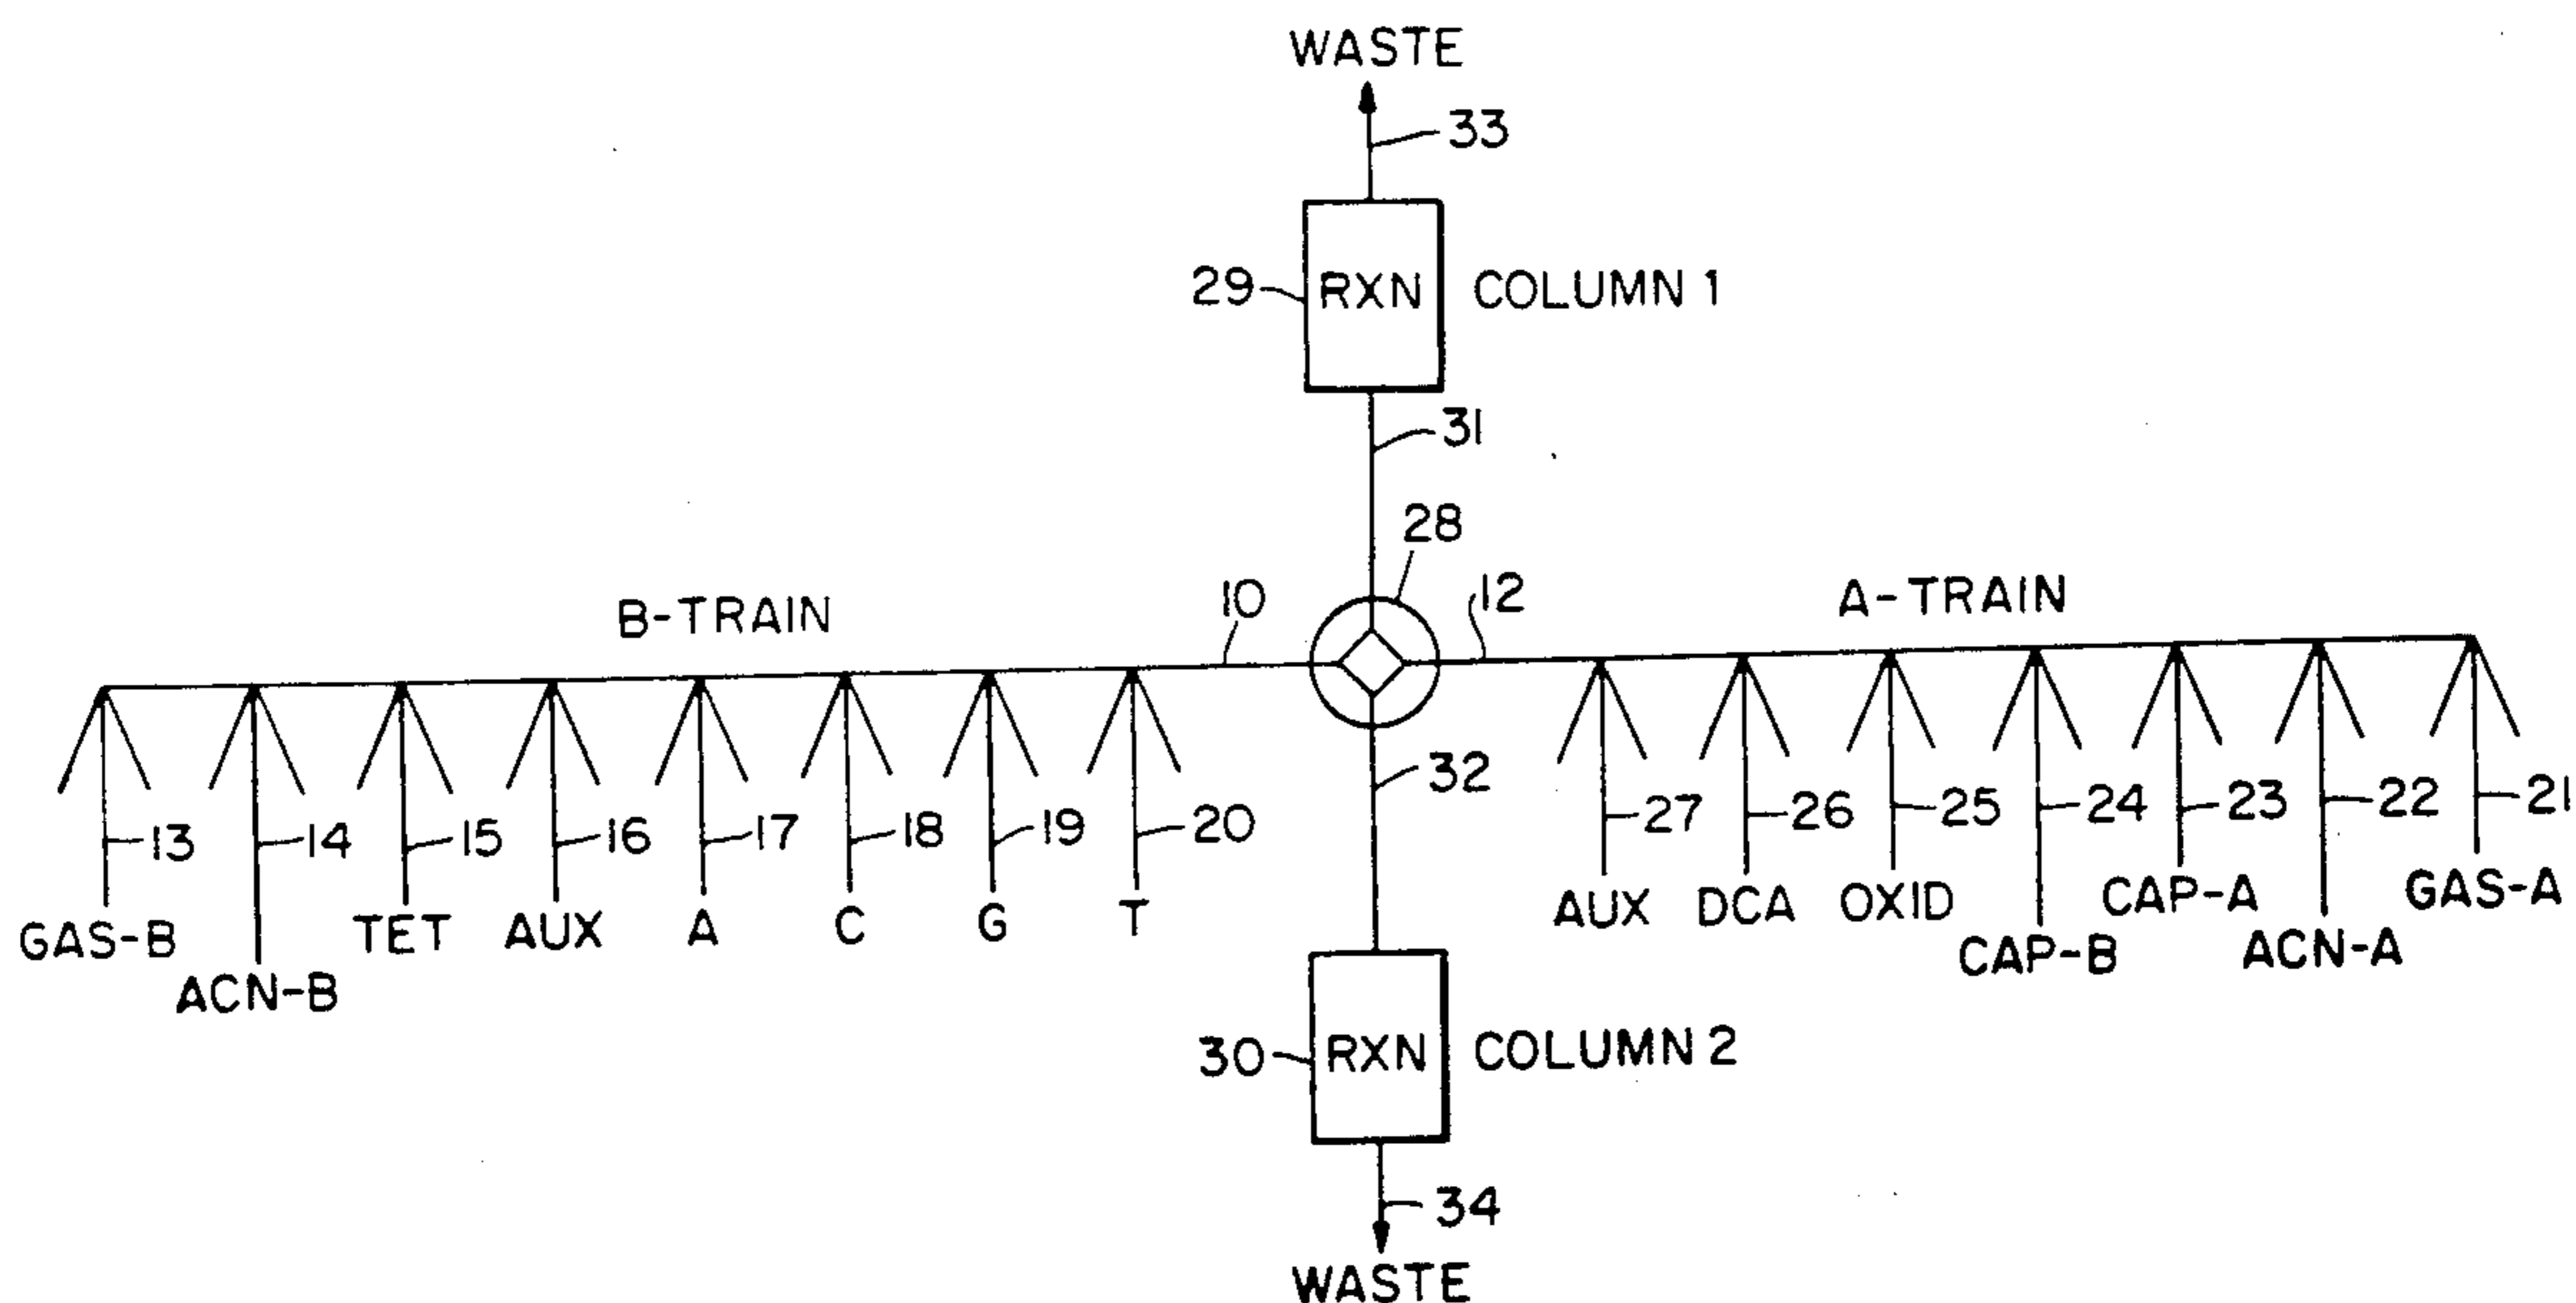 WASTE
33
29 RXN COLUMN 1
31
28
B-TRAIN 10 12 A-TRAIN
32
13 14 15 16 17 18 19 20 27 26 25 24 23 22 21
GAS-B ACN-B TET AUX A C G T AUX DCA OXID CAP-B CAP-A ACN-A GAS-A
30 RXN COLUMN 2
34
WASTE